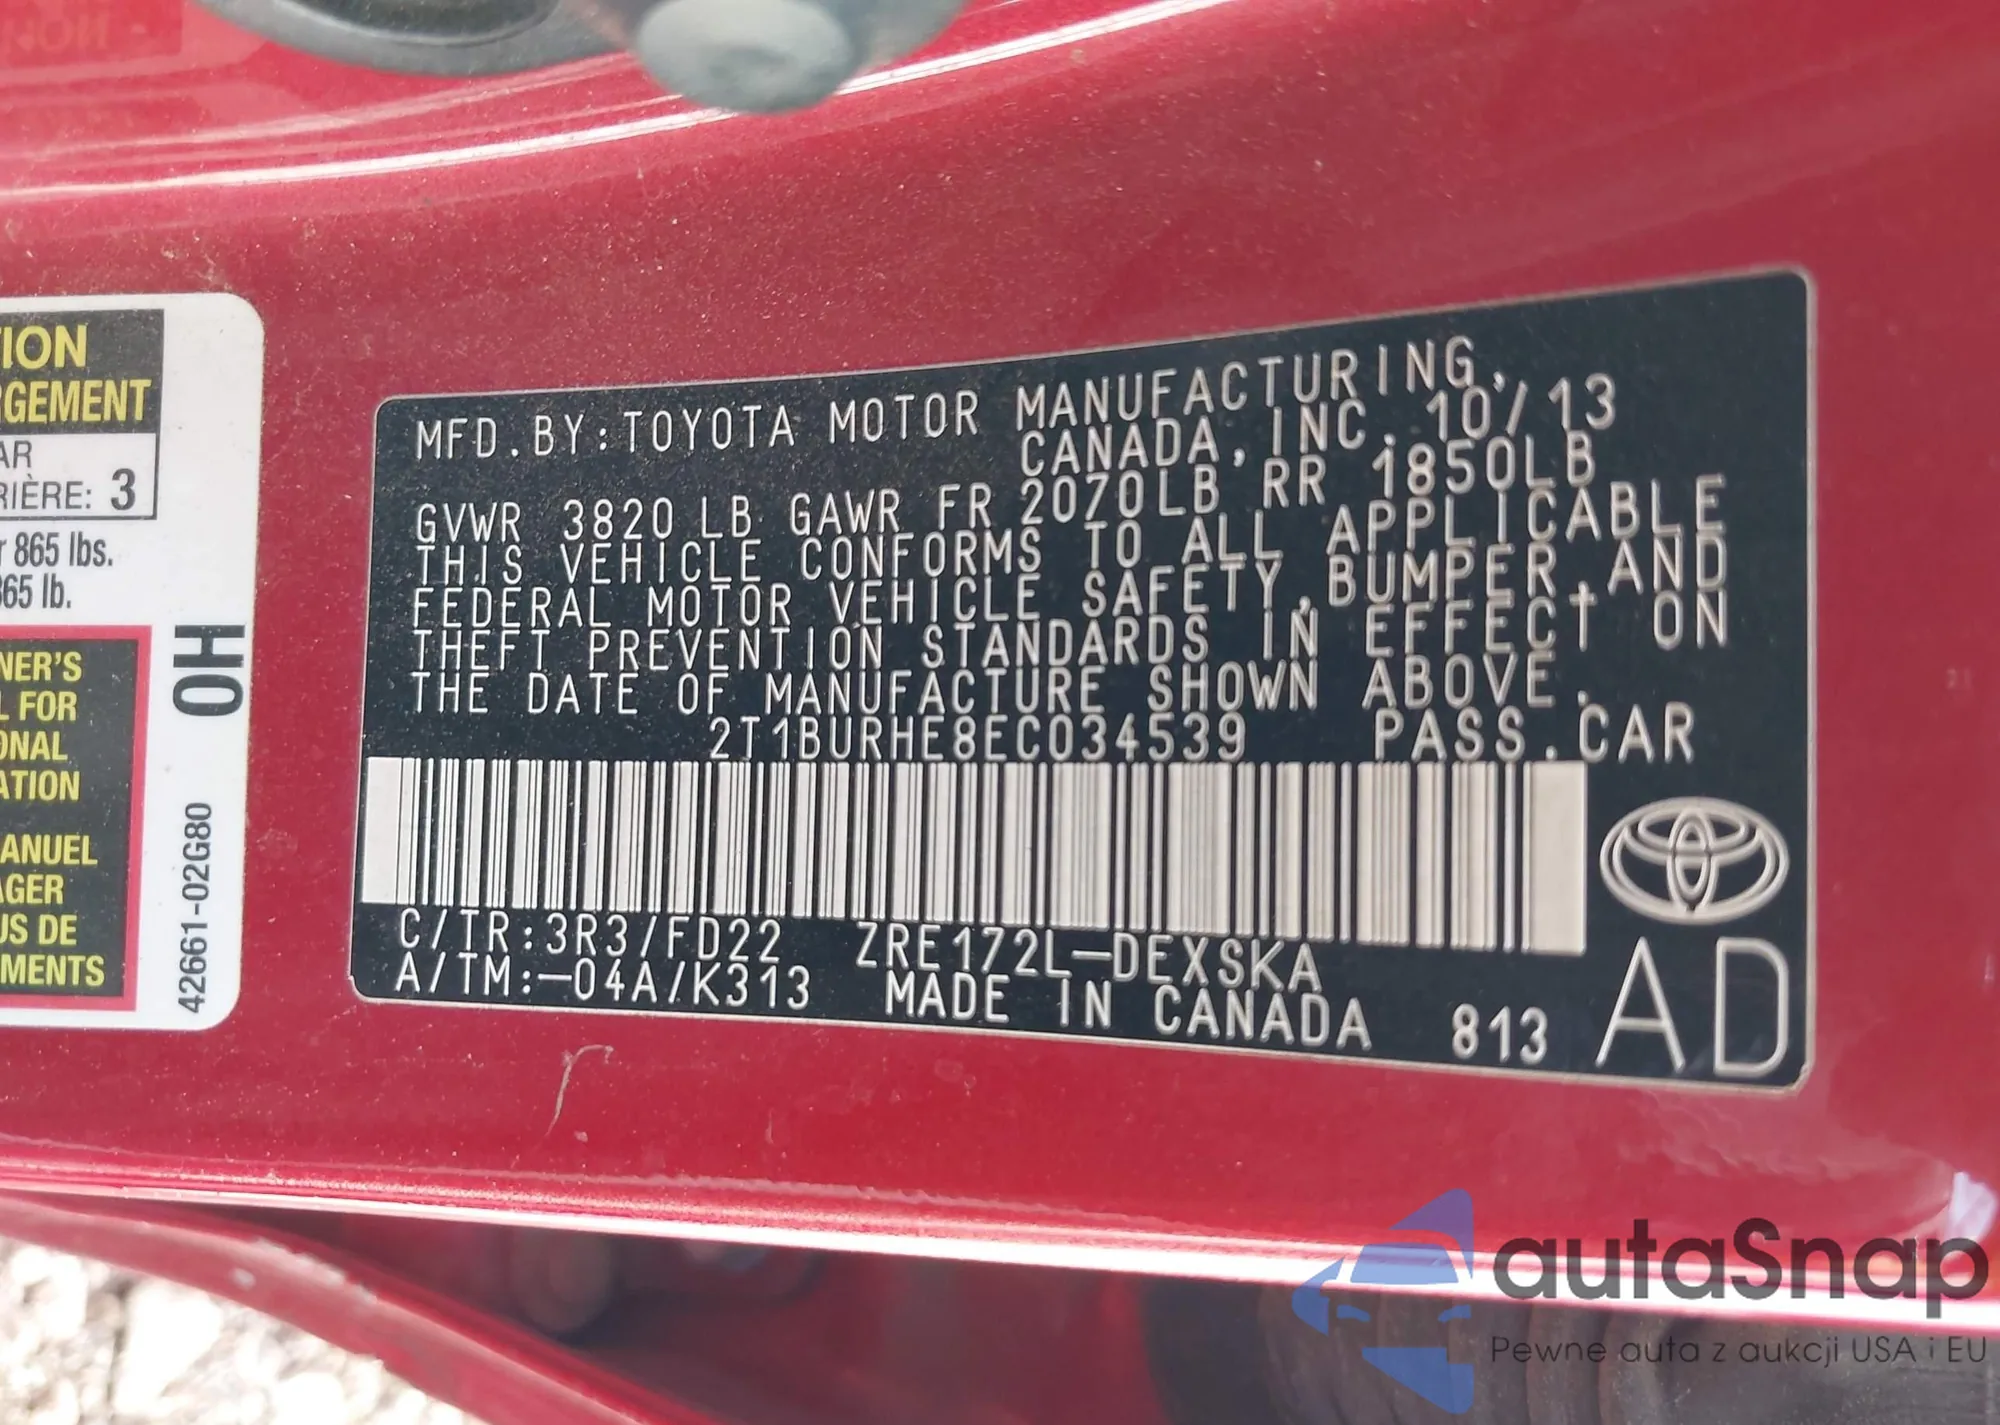 TION
RGEMENT
AR
RIÈRE: 3
r 865 lbs.
865 lb.
NER'S
L FOR
ONAL
ATION
ANUEL
AGER
US DE
MENTS
OH
42661-02G80
MFD. BY: TOYOTA MOTOR MANUFACTURING,
CANADA, INC. 10/13
GVWR 3820 LB GAWR FR 2070LB RR 1850LB
THIS VEHICLE CONFORMS TO ALL APPLICABLE
FEDERAL MOTOR VEHICLE SAFETY, BUMPER, AND
THEFT PREVENTION STANDARDS IN EFFECT ON
THE DATE OF MANUFACTURE SHOWN ABOVE.
2T1BURHE8EC034539 PASS. CAR
C/TR: 3R3/FD22 ZRE172L-DEXSKA
A/TM: -04A/K313 MADE IN CANADA 813
AD
autaSnap
Pewne auta z aukcji USA i EU